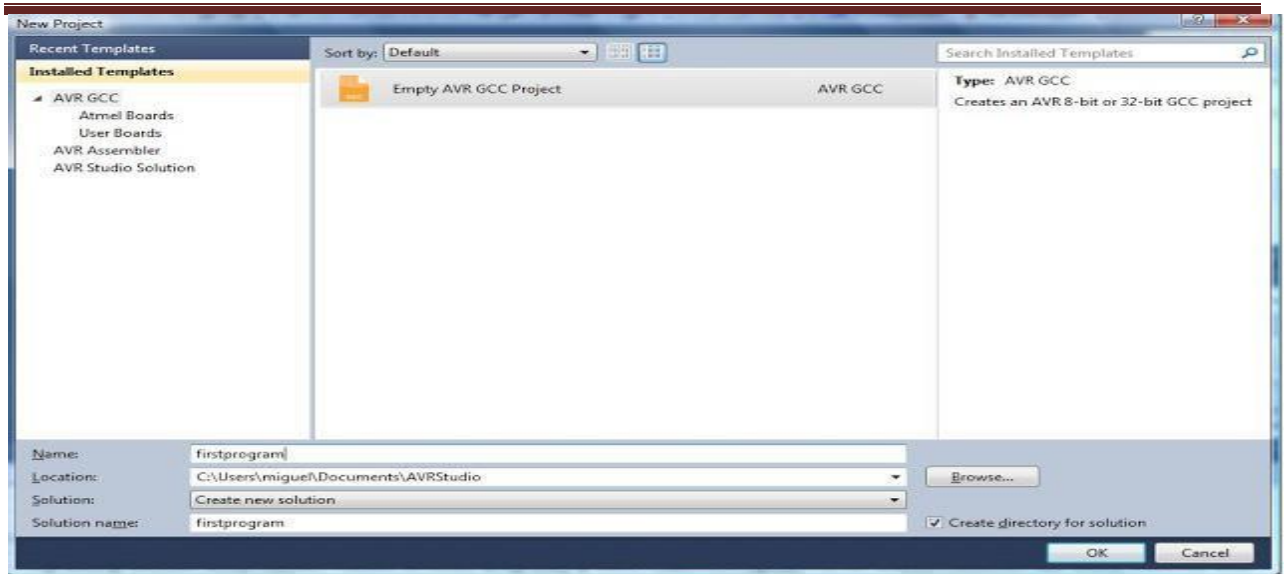 New Project
Recent Templates
Installed Templates
AVR GCC
Atmel Boards
User Boards
AVR Assembler
AVR Studio Solution
Sort by: Default
Empty AVR GCC Project AVR GCC
Search Installed Templates
Type: AVR GCC
Creates an AVR 8-bit or 32-bit GCC project
Name: firstprogram
Location: C:\Users\miguel\Documents\AVRStudio
Browse...
Solution: Create new solution
Solution name: firstprogram
Create directory for solution
OK Cancel